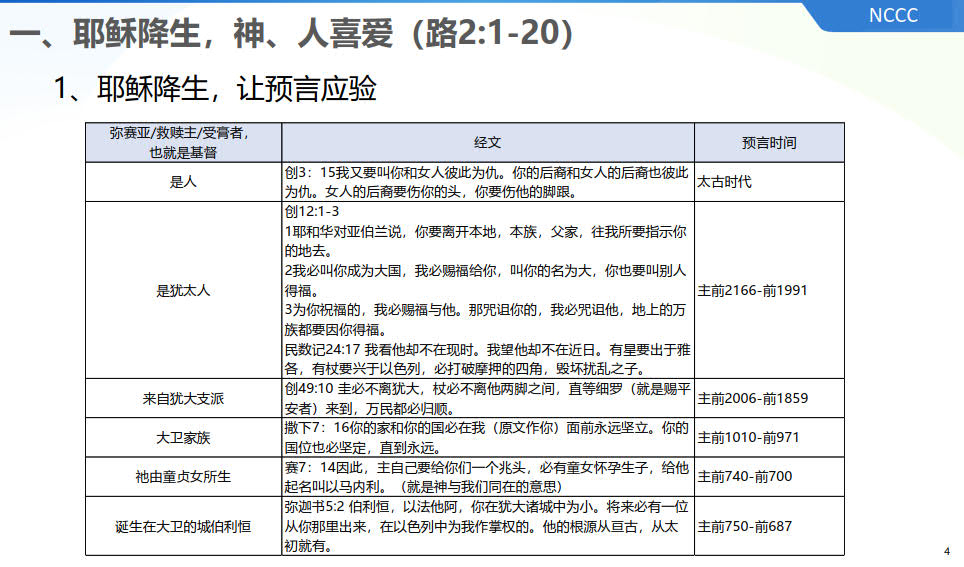 NCCC
一、耶稣降生，神、人喜爱（路2:1-20）
1、耶稣降生，让预言应验
弥赛亚/救赎主/受膏者，
也就是基督
经文
预言时间
是人
创3：15我又要叫你和女人彼此为仇。你的后裔和女人的后裔也彼此
为仇。女人的后裔要伤你的头，你要伤他的脚跟。
太古时代
是犹太人
创12:1-3
1耶和华对亚伯兰说，你要离开本地，本族，父家，往我所要指示你
的地去。
2我必叫你成为大国，我必赐福给你，叫你的名为大，你也要叫别人
得福。
3为你祝福的，我必赐福与他。那咒诅你的，我必咒诅他，地上的万
族都要因你得福。
民数记24:17 我看他却不在现时。我望他却不在近日。有星要出于雅
各，有杖要兴于以色列，必打破摩押的四角，毁坏扰乱之子。
主前2166-前1991
来自犹大支派
创49:10 圭必不离犹大，杖必不离他两脚之间，直等细罗（就是赐平
安者）来到，万民都必归顺。
主前2006-前1859
大卫家族
撒下7：16你的家和你的国必在我（原文作你）面前永远坚立。你的
国位也必坚定，直到永远。
主前1010-前971
祂由童贞女所生
赛7：14因此，主自己要给你们一个兆头，必有童女怀孕生子，给他
起名叫以马内利。（就是神与我们同在的意思）
主前740-前700
诞生在大卫的城伯利恒
弥迦书5:2 伯利恒，以法他阿，你在犹大诸城中为小。将来必有一位
从你那里出来，在以色列中为我作掌权的。他的根源从亘古，从太
初就有。
主前750-前687
4